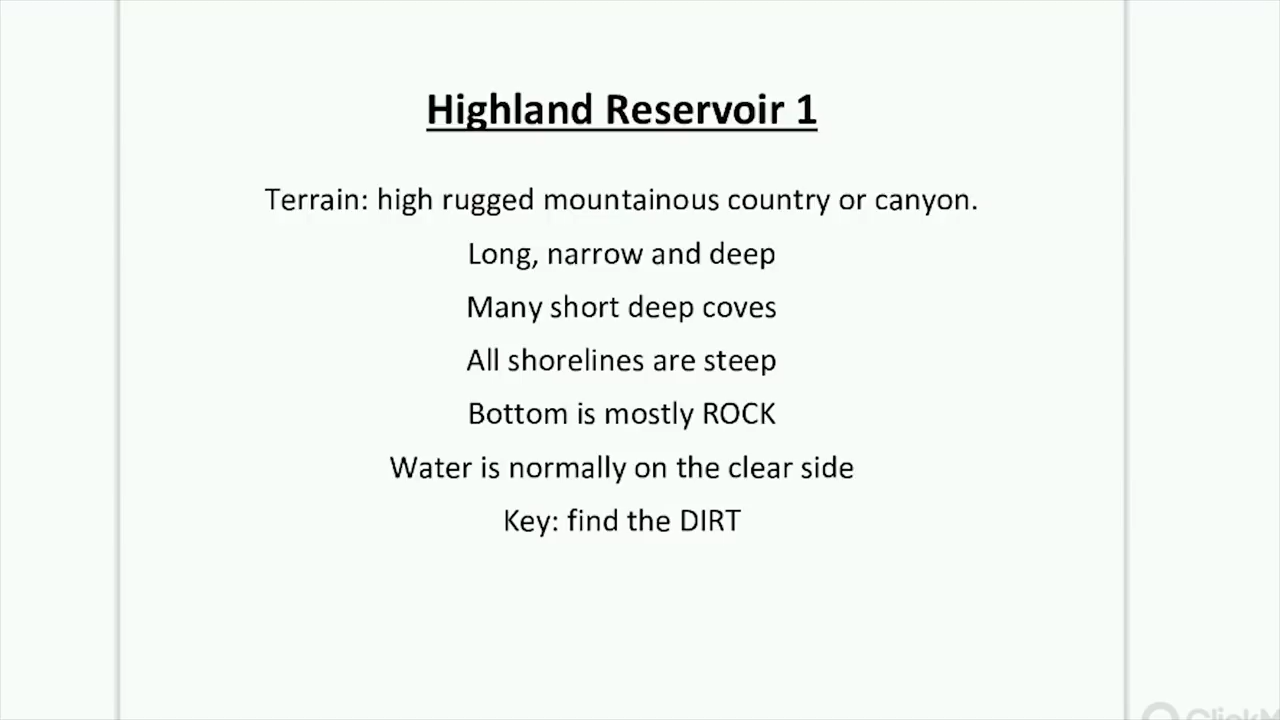 Highland Reservoir 1
Terrain: high rugged mountainous country or canyon.
Long, narrow and deep
Many short deep coves
All shorelines are steep
Bottom is mostly ROCK
Water is normally on the clear side
Key: find the DIRT